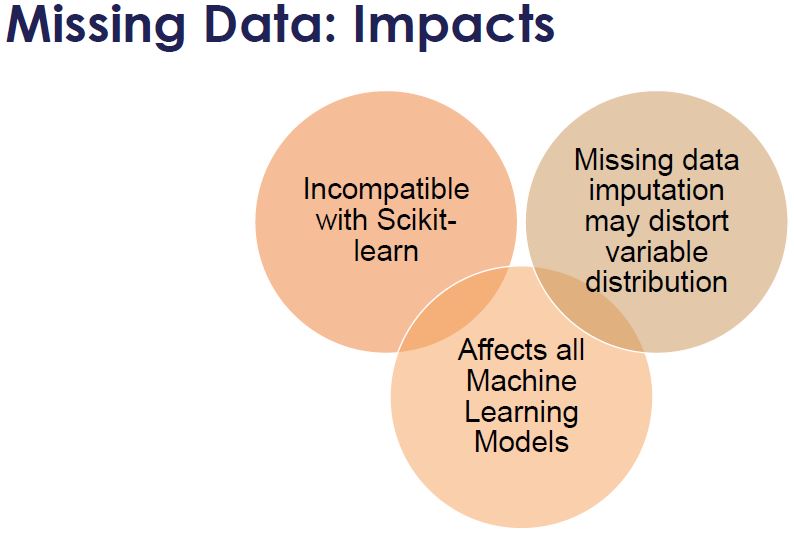 Missing Data: Impacts
Incompatible
with Scikit-
learn
Missing data
imputation
may distort
variable
distribution
Affects all
Machine
Learning
Models